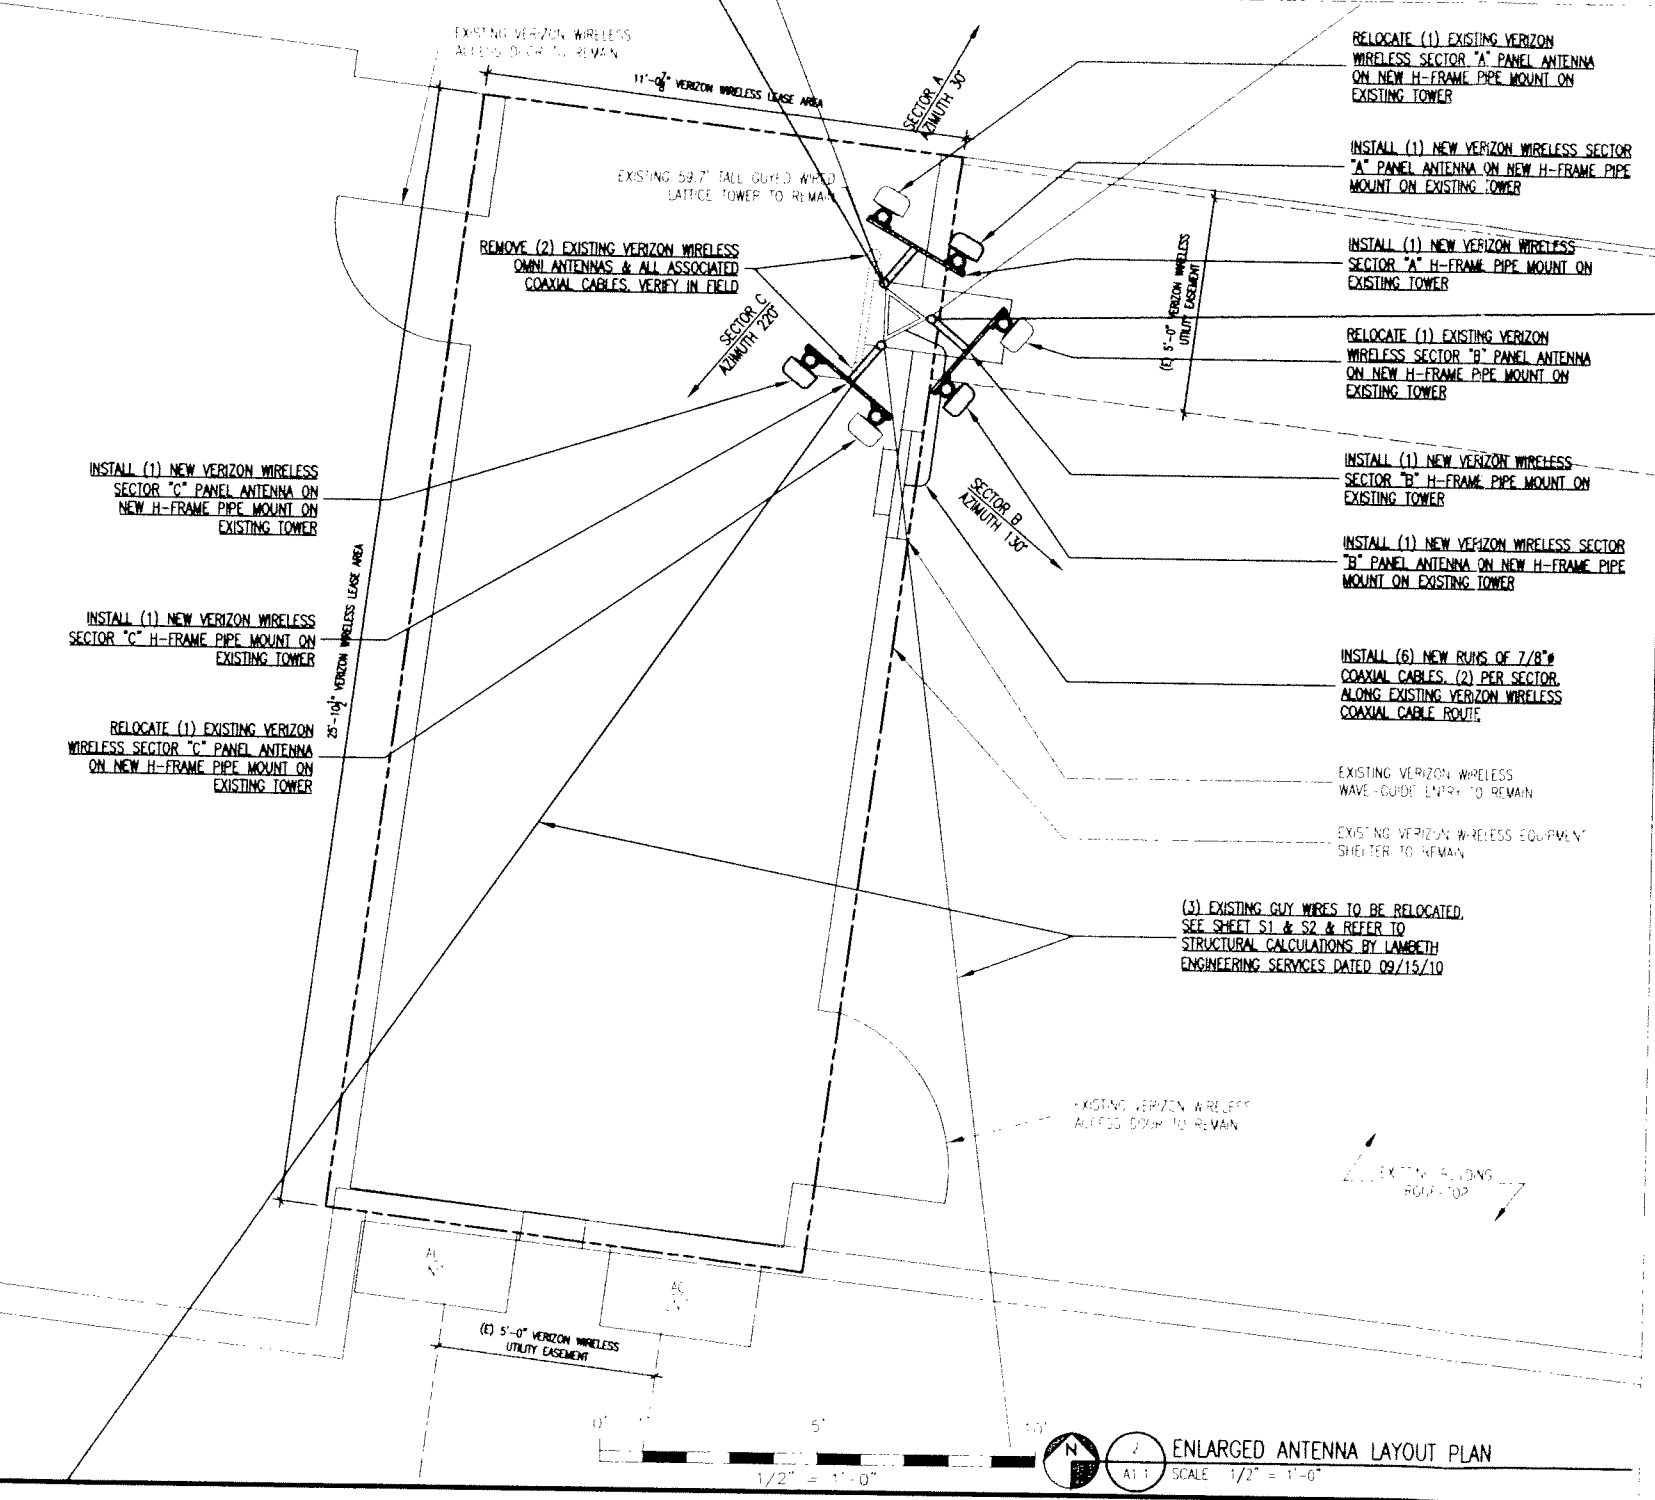 EXISTING VERIZON WIRELESS
ACCESS DOOR TO REMAIN
11'-0⅞" VERIZON WIRELESS LEASE AREA
SECTOR A
AZIMUTH 30°
RELOCATE (1) EXISTING VERIZON
WIRELESS SECTOR "A" PANEL ANTENNA
ON NEW H-FRAME PIPE MOUNT ON
EXISTING TOWER
INSTALL (1) NEW VERIZON WIRELESS SECTOR
"A" PANEL ANTENNA ON NEW H-FRAME PIPE
MOUNT ON EXISTING TOWER
EXISTING 59.7' TALL GUYED WIRED
LATTICE TOWER TO REMAIN
REMOVE (2) EXISTING VERIZON WIRELESS
OMNI ANTENNAS & ALL ASSOCIATED
COAXIAL CABLES. VERIFY IN FIELD
INSTALL (1) NEW VERIZON WIRELESS
SECTOR "A" H-FRAME PIPE MOUNT ON
EXISTING TOWER
(E) 5'-0" VERIZON WIRELESS
UTILITY EASEMENT
SECTOR C
AZIMUTH 220°
RELOCATE (1) EXISTING VERIZON
WIRELESS SECTOR "B" PANEL ANTENNA
ON NEW H-FRAME PIPE MOUNT ON
EXISTING TOWER
INSTALL (1) NEW VERIZON WIRELESS
SECTOR "C" PANEL ANTENNA ON
NEW H-FRAME PIPE MOUNT ON
EXISTING TOWER
INSTALL (1) NEW VERIZON WIRELESS
SECTOR "B" H-FRAME PIPE MOUNT ON
EXISTING TOWER
SECTOR B
AZIMUTH 130°
INSTALL (1) NEW VERIZON WIRELESS SECTOR
"B" PANEL ANTENNA ON NEW H-FRAME PIPE
MOUNT ON EXISTING TOWER
25'-10½" VERIZON WIRELESS LEASE AREA
INSTALL (1) NEW VERIZON WIRELESS
SECTOR "C" H-FRAME PIPE MOUNT ON
EXISTING TOWER
INSTALL (6) NEW RUNS OF 7/8"ø
COAXIAL CABLES, (2) PER SECTOR,
ALONG EXISTING VERIZON WIRELESS
COAXIAL CABLE ROUTE
RELOCATE (1) EXISTING VERIZON
WIRELESS SECTOR "C" PANEL ANTENNA
ON NEW H-FRAME PIPE MOUNT ON
EXISTING TOWER
EXISTING VERIZON WIRELESS
WAVE-GUIDE ENTRY TO REMAIN
EXISTING VERIZON WIRELESS EQUIPMENT
SHELTER TO REMAIN
(3) EXISTING GUY WIRES TO BE RELOCATED,
SEE SHEET S1 & S2 & REFER TO
STRUCTURAL CALCULATIONS BY LAMBETH
ENGINEERING SERVICES DATED 09/15/10
EXISTING VERIZON WIRELESS
ACCESS DOOR TO REMAIN
EXISTING BUILDING
ROOF-TOP
(E) 5'-0" VERIZON WIRELESS
UTILITY EASEMENT
0' 1' 5' 10'
1/2" = 1'-0"
N
2
A1.1
ENLARGED ANTENNA LAYOUT PLAN
SCALE 1/2" = 1'-0"